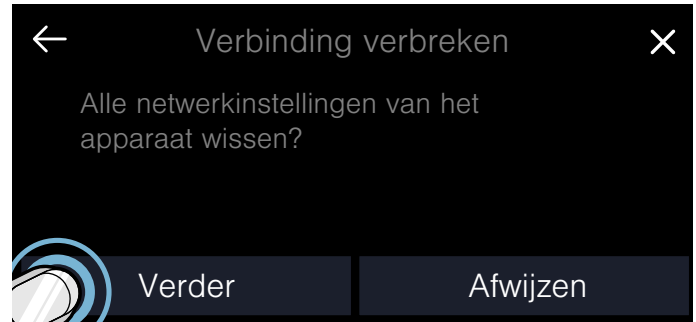 Verbinding verbreken
Alle netwerkinstellingen van het
apparaat wissen?
Verder
Afwijzen